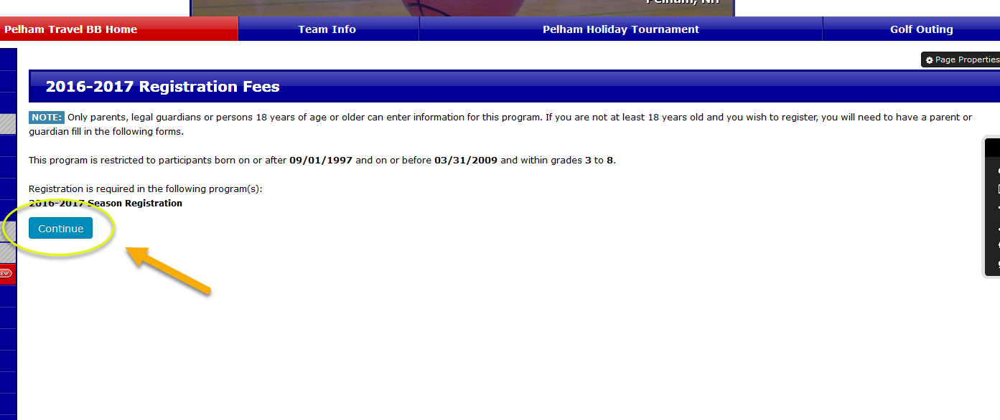 Pelham, NH
Pelham Travel BB Home
Team Info
Pelham Holiday Tournament
Golf Outing
Page Properties
2016-2017 Registration Fees
NOTE: Only parents, legal guardians or persons 18 years of age or older can enter information for this program. If you are not at least 18 years old and you wish to register, you will need to have a parent or
guardian fill in the following forms.
This program is restricted to participants born on or after 09/01/1997 and on or before 03/31/2009 and within grades 3 to 8.
Registration is required in the following program(s):
2016-2017 Season Registration
Continue